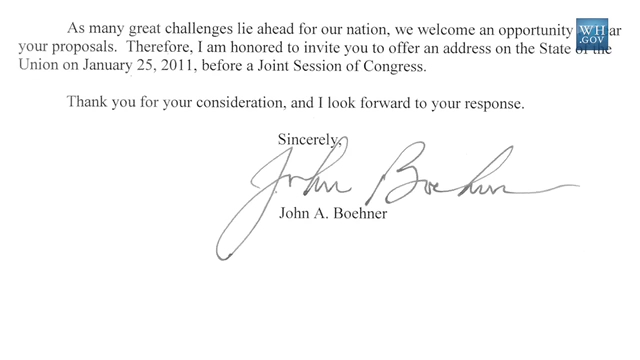 As many great challenges lie ahead for our nation, we welcome an opportunity ar
your proposals. Therefore, I am honored to invite you to offer an address on the State of the
Union on January 25, 2011, before a Joint Session of Congress.
Thank you for your consideration, and I look forward to your response.
Sincerely,
John Boehner
John A. Boehner
WH
.GOV